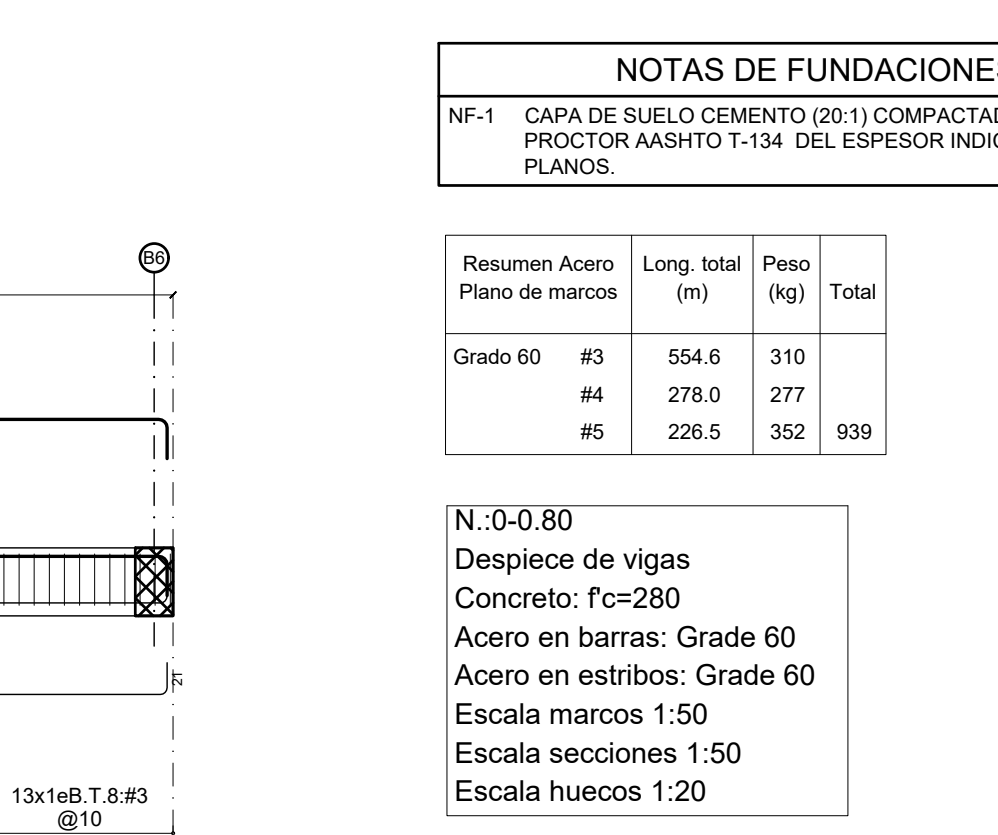 NOTAS DE FUNDACIONES
NF-1 CAPA DE SUELO CEMENTO (20:1) COMPACTAD
PROCTOR AASHTO T-134 DEL ESPESOR INDIC
PLANOS.
B6
Resumen Acero Long. total Peso
Plano de marcos (m) (kg) Total
Grado 60 #3 554.6 310
#4 278.0 277
#5 226.5 352 939
N.:0-0.80
Despiece de vigas
Concreto: f'c=280
Acero en barras: Grade 60
Acero en estribos: Grade 60
Escala marcos 1:50
Escala secciones 1:50
Escala huecos 1:20
21
13x1eB.T.8:#3
@10